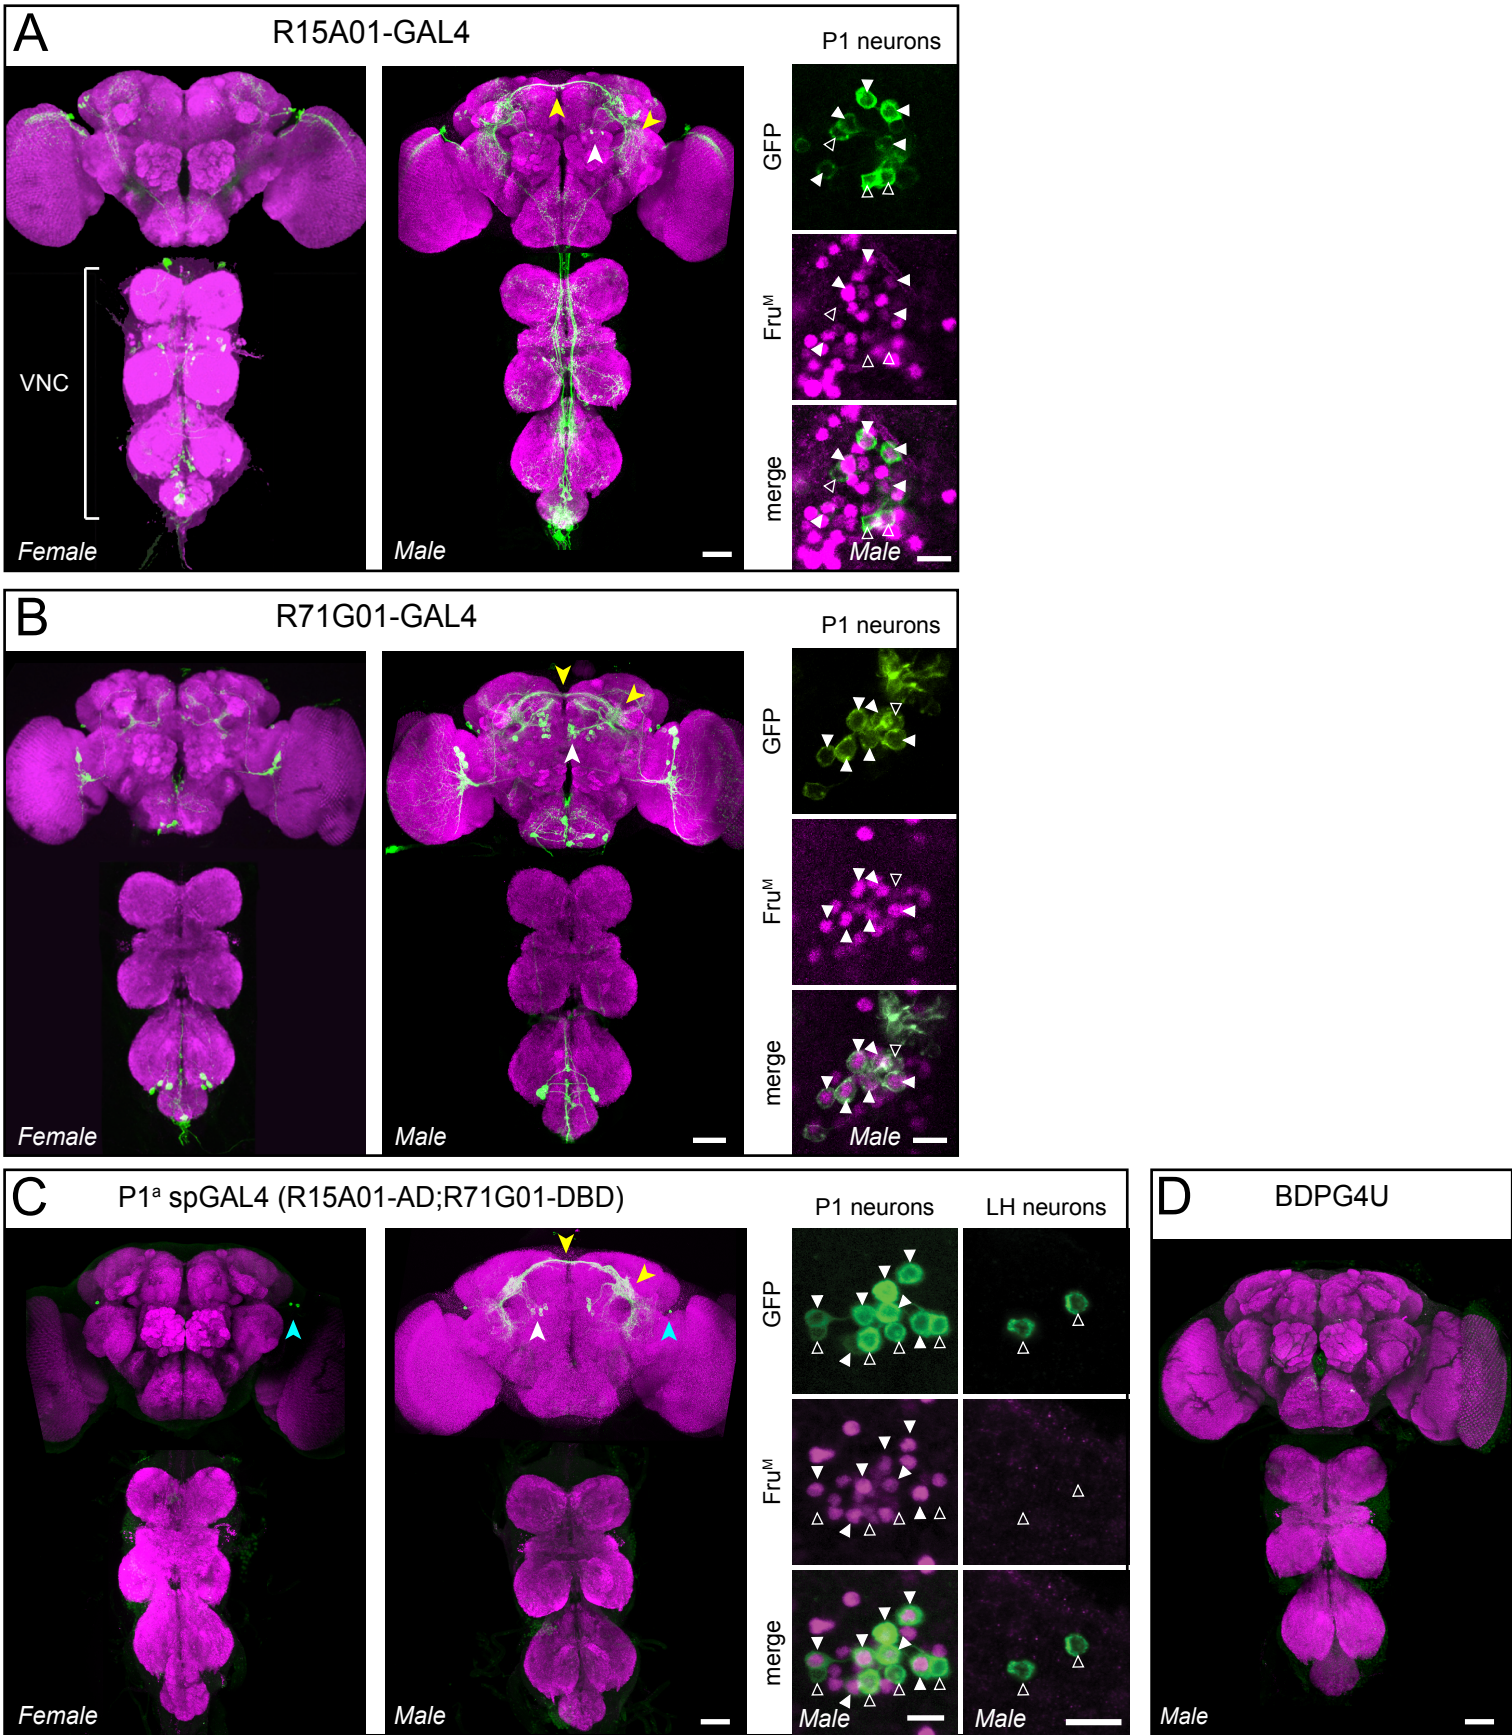 A
R15A01-GAL4
P1 neurons
GFP
Fruᴹ
merge
VNC
Female
Male
Male
B
R71G01-GAL4
P1 neurons
GFP
Fruᴹ
merge
Female
Male
Male
C
P1ᵃ spGAL4 (R15A01-AD;R71G01-DBD)
P1 neurons
LH neurons
GFP
Fruᴹ
merge
Female
Male
Male
Male
D
BDPG4U
Male